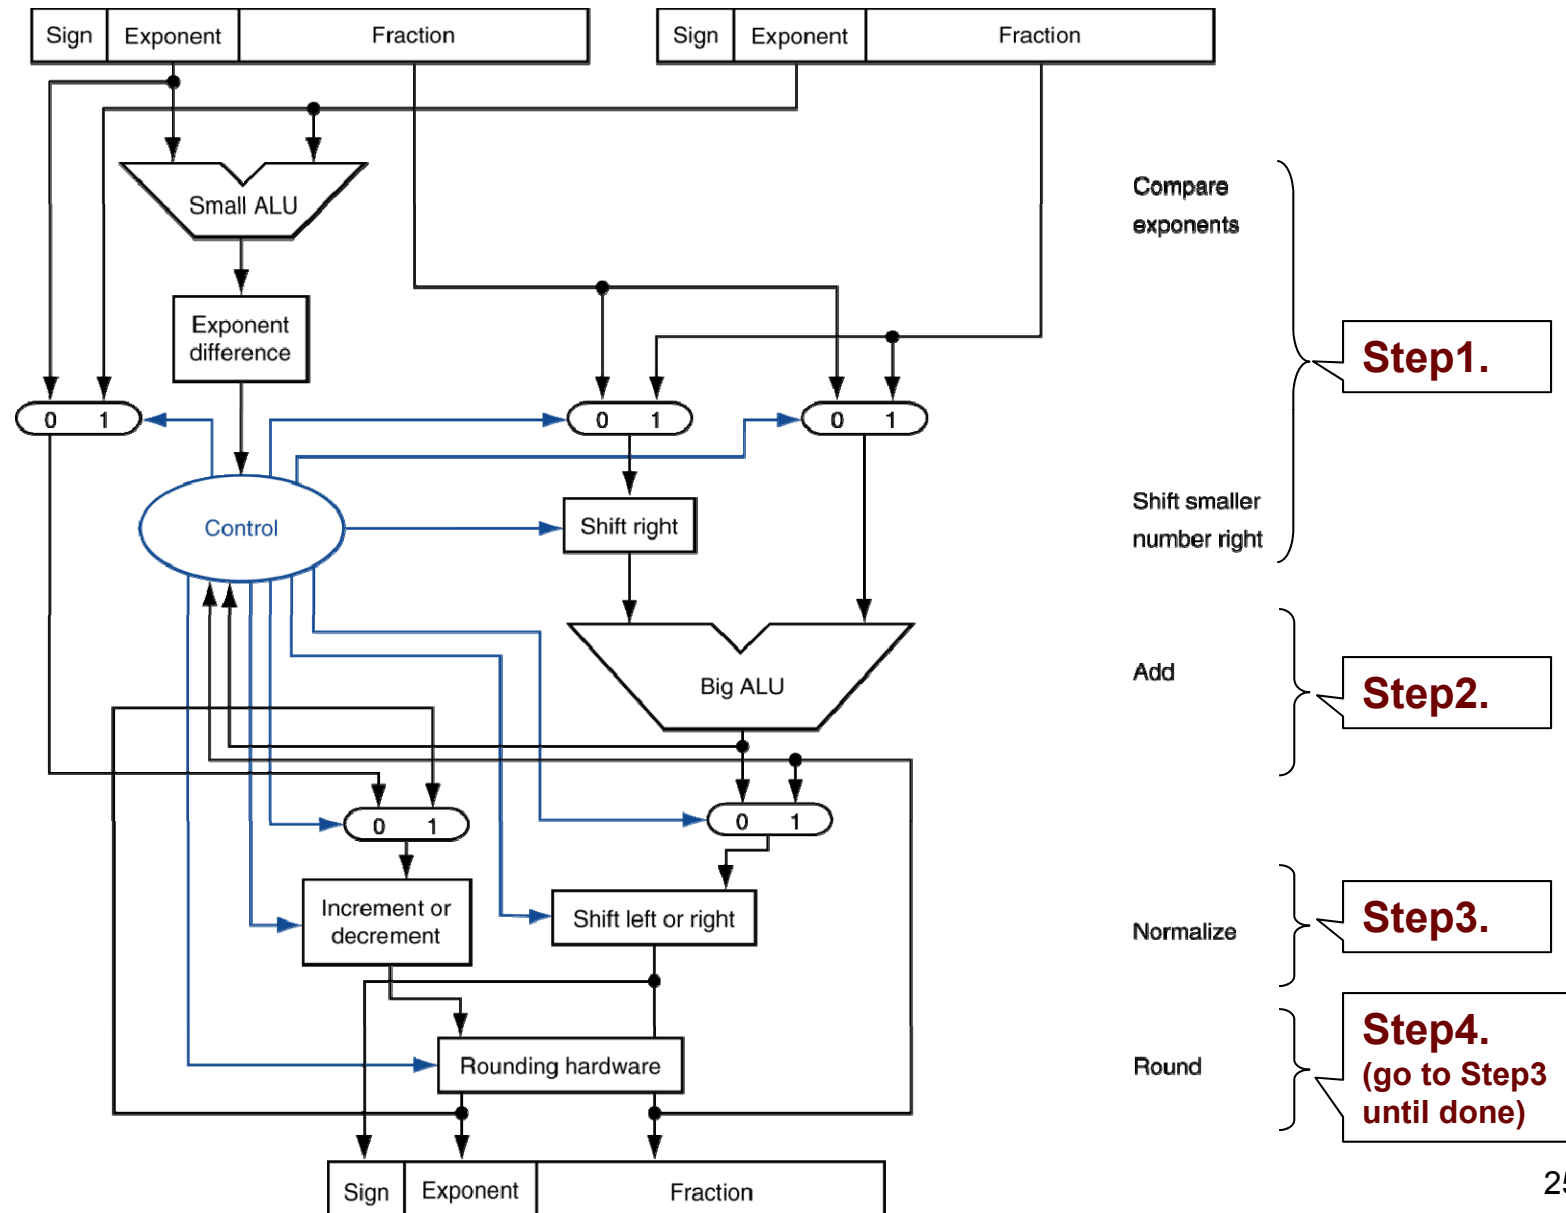 Sign Exponent Fraction
Sign Exponent Fraction
Compare
exponents
Small ALU
Exponent
difference
Step1.
0 1
0 1
0 1
Control
Shift right
Shift smaller
number right
Big ALU
Add
Step2.
0 1
0 1
Increment or
decrement
Shift left or right
Normalize
Step3.
Rounding hardware
Round
Step4.
(go to Step3
until done)
Sign Exponent Fraction
25